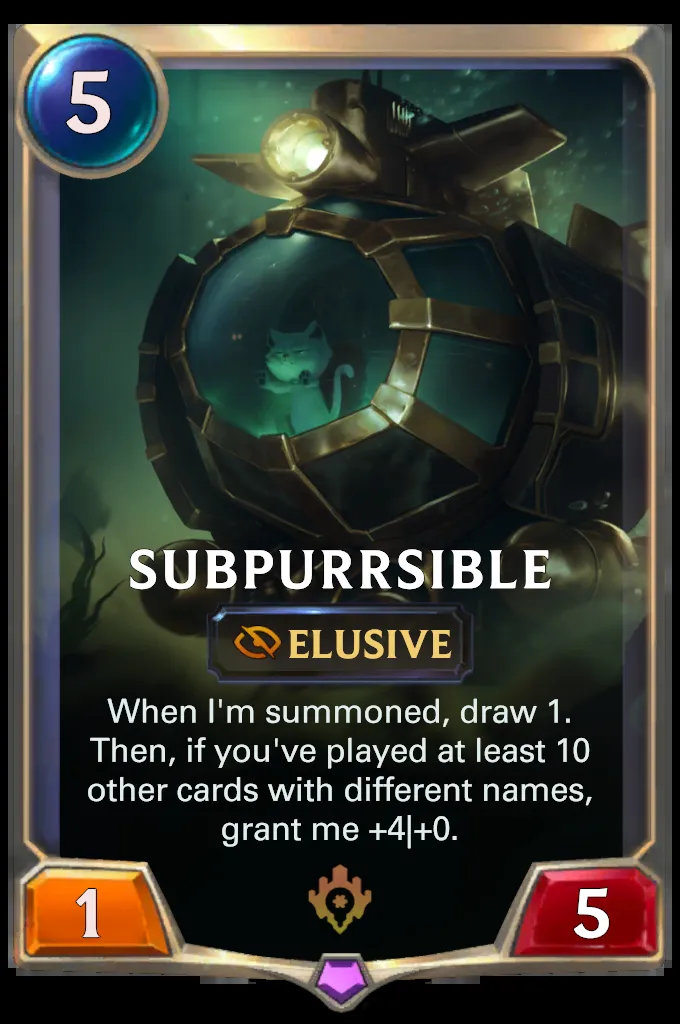 5
SUBPURRSIBLE
ELUSIVE
When I'm summoned, draw 1.
Then, if you've played at least 10
other cards with different names,
grant me +4|+0.
1
5